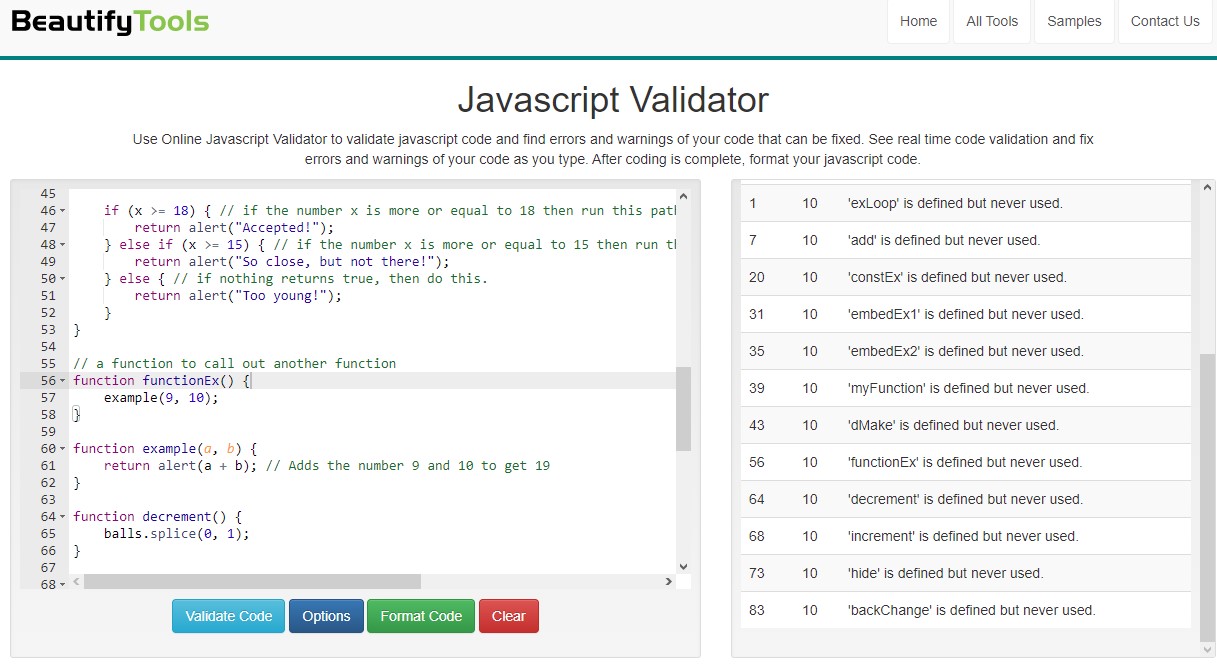 BeautifyTools
Home All Tools Samples Contact Us
Javascript Validator
Use Online Javascript Validator to validate javascript code and find errors and warnings of your code that can be fixed. See real time code validation and fix
errors and warnings of your code as you type. After coding is complete, format your javascript code.
45
46 if (x >= 18) { // if the number x is more or equal to 18 then run this path
47 return alert("Accepted!");
48 } else if (x >= 15) { // if the number x is more or equal to 15 then run th
49 return alert("So close, but not there!");
50 } else { // if nothing returns true, then do this.
51 return alert("Too young!");
52 }
53 }
54
55 // a function to call out another function
56 function functionEx() {
57 example(9, 10);
58 }
59
60 function example(a, b) {
61 return alert(a + b); // Adds the number 9 and 10 to get 19
62 }
63
64 function decrement() {
65 balls.splice(0, 1);
66 }
67
68
Validate Code Options Format Code Clear
1 10 'exLoop' is defined but never used.
7 10 'add' is defined but never used.
20 10 'constEx' is defined but never used.
31 10 'embedEx1' is defined but never used.
35 10 'embedEx2' is defined but never used.
39 10 'myFunction' is defined but never used.
43 10 'dMake' is defined but never used.
56 10 'functionEx' is defined but never used.
64 10 'decrement' is defined but never used.
68 10 'increment' is defined but never used.
73 10 'hide' is defined but never used.
83 10 'backChange' is defined but never used.